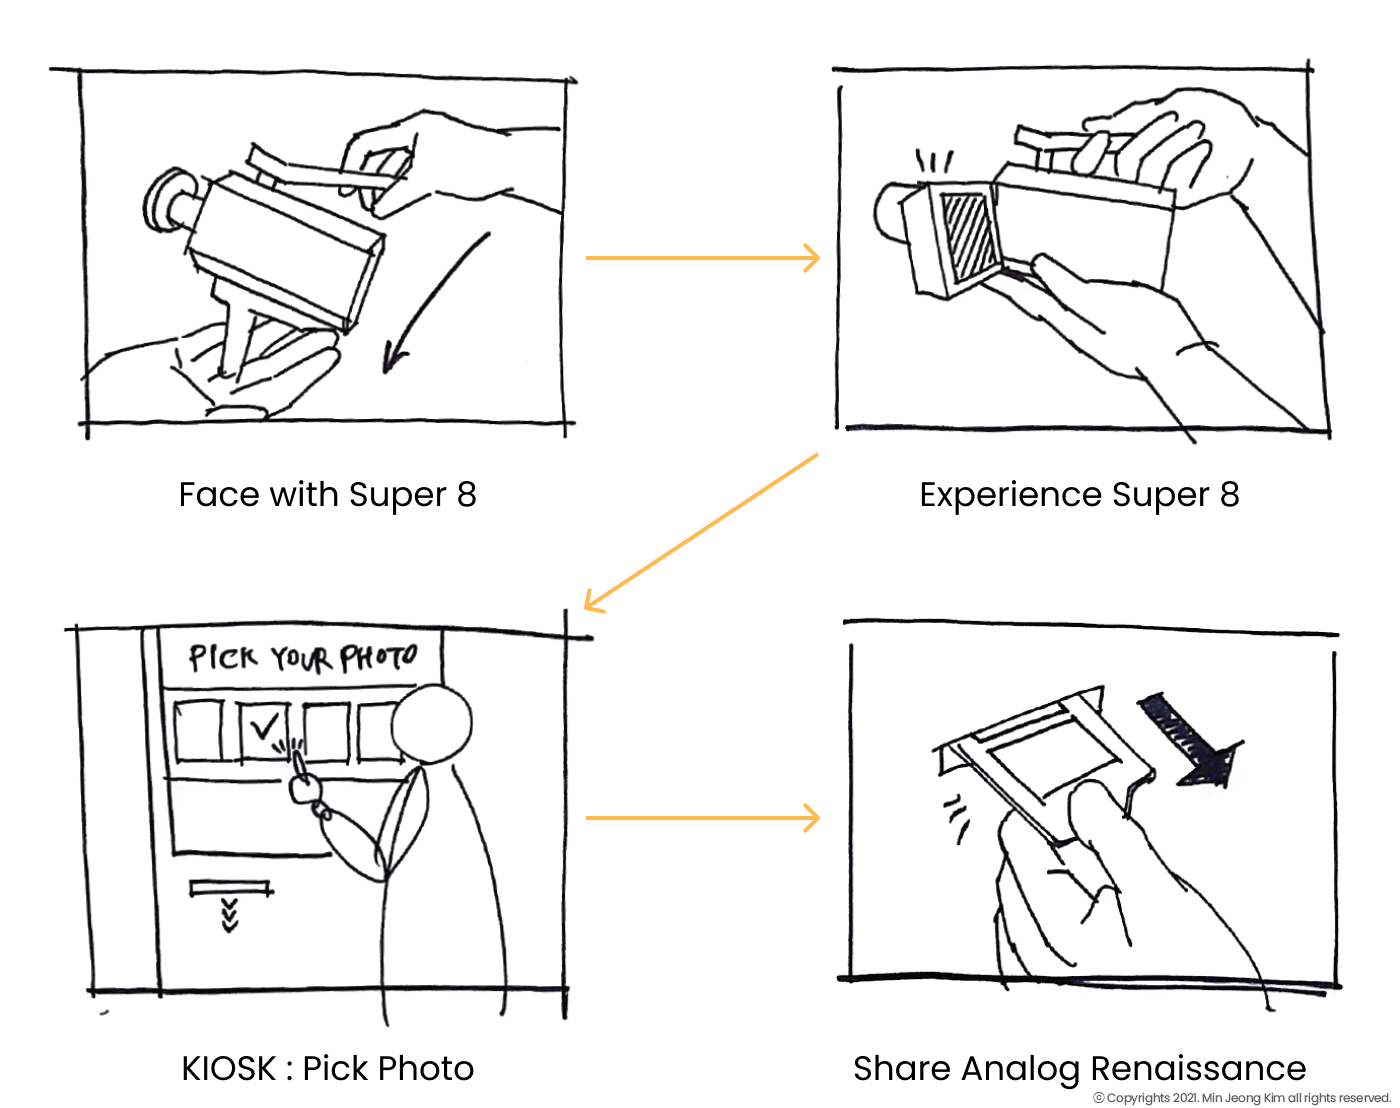 Face with Super 8
Experience Super 8
PICK YOUR PHOTO
KIOSK : Pick Photo
Share Analog Renaissance
ⓒ Copyrights 2021. Min Jeong Kim all rights reserved.